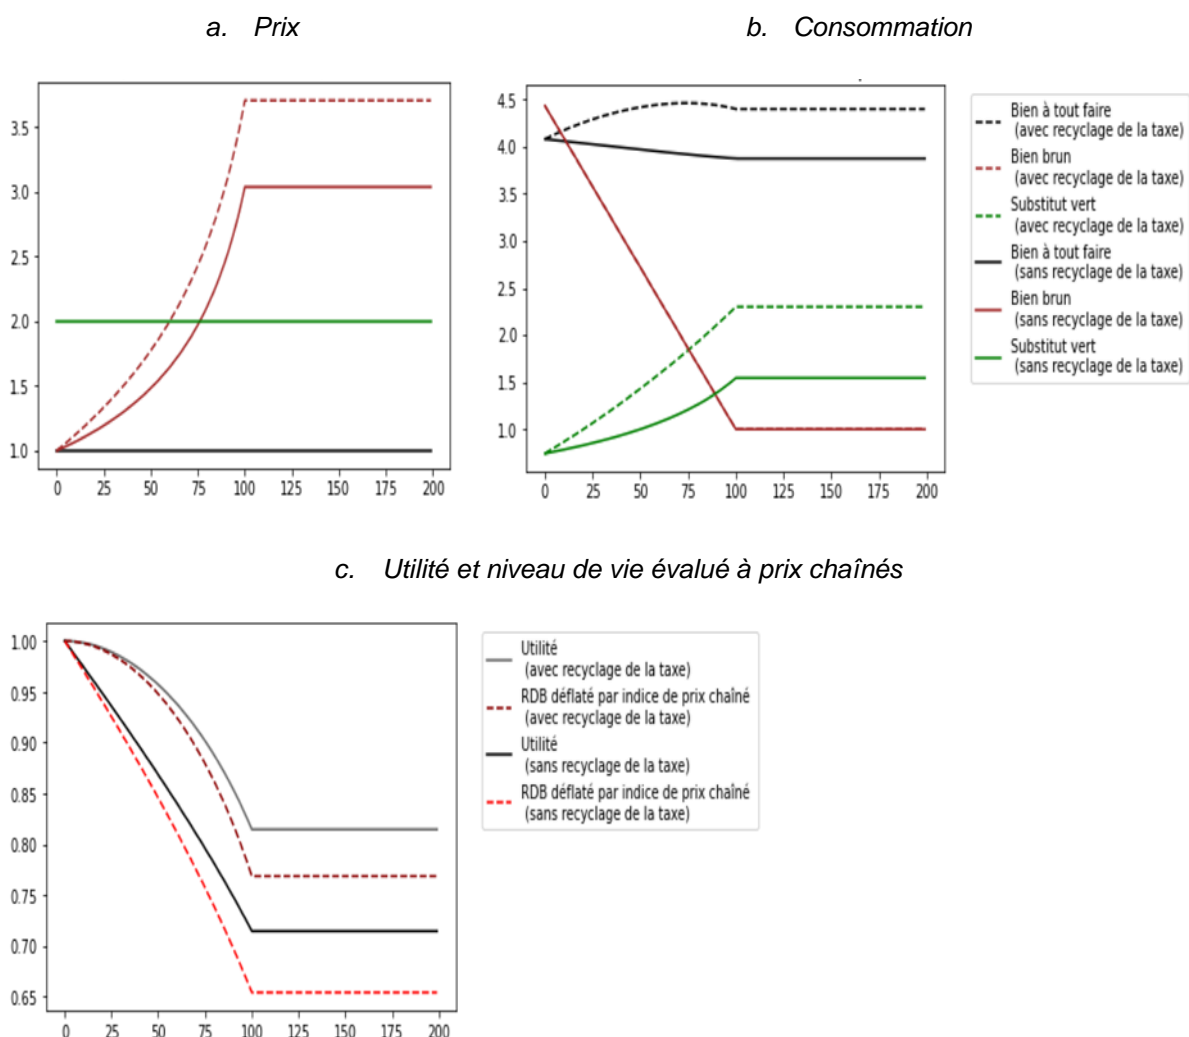 a. Prix
3.5
3.0
2.5
2.0
1.5
1.0
0 25 50 75 100 125 150 175 200
b. Consommation
4.5
4.0
3.5
3.0
2.5
2.0
1.5
1.0
0 25 50 75 100 125 150 175 200
Bien à tout faire
(avec recyclage de la taxe)
Bien brun
(avec recyclage de la taxe)
Substitut vert
(avec recyclage de la taxe)
Bien à tout faire
(sans recyclage de la taxe)
Bien brun
(sans recyclage de la taxe)
Substitut vert
(sans recyclage de la taxe)
c. Utilité et niveau de vie évalué à prix chaînés
1.00
0.95
0.90
0.85
0.80
0.75
0.70
0.65
0 25 50 75 100 125 150 175 200
Utilité
(avec recyclage de la taxe)
RDB déflaté par indice de prix chaîné
(avec recyclage de la taxe)
Utilité
(sans recyclage de la taxe)
RDB déflaté par indice de prix chaîné
(sans recyclage de la taxe)